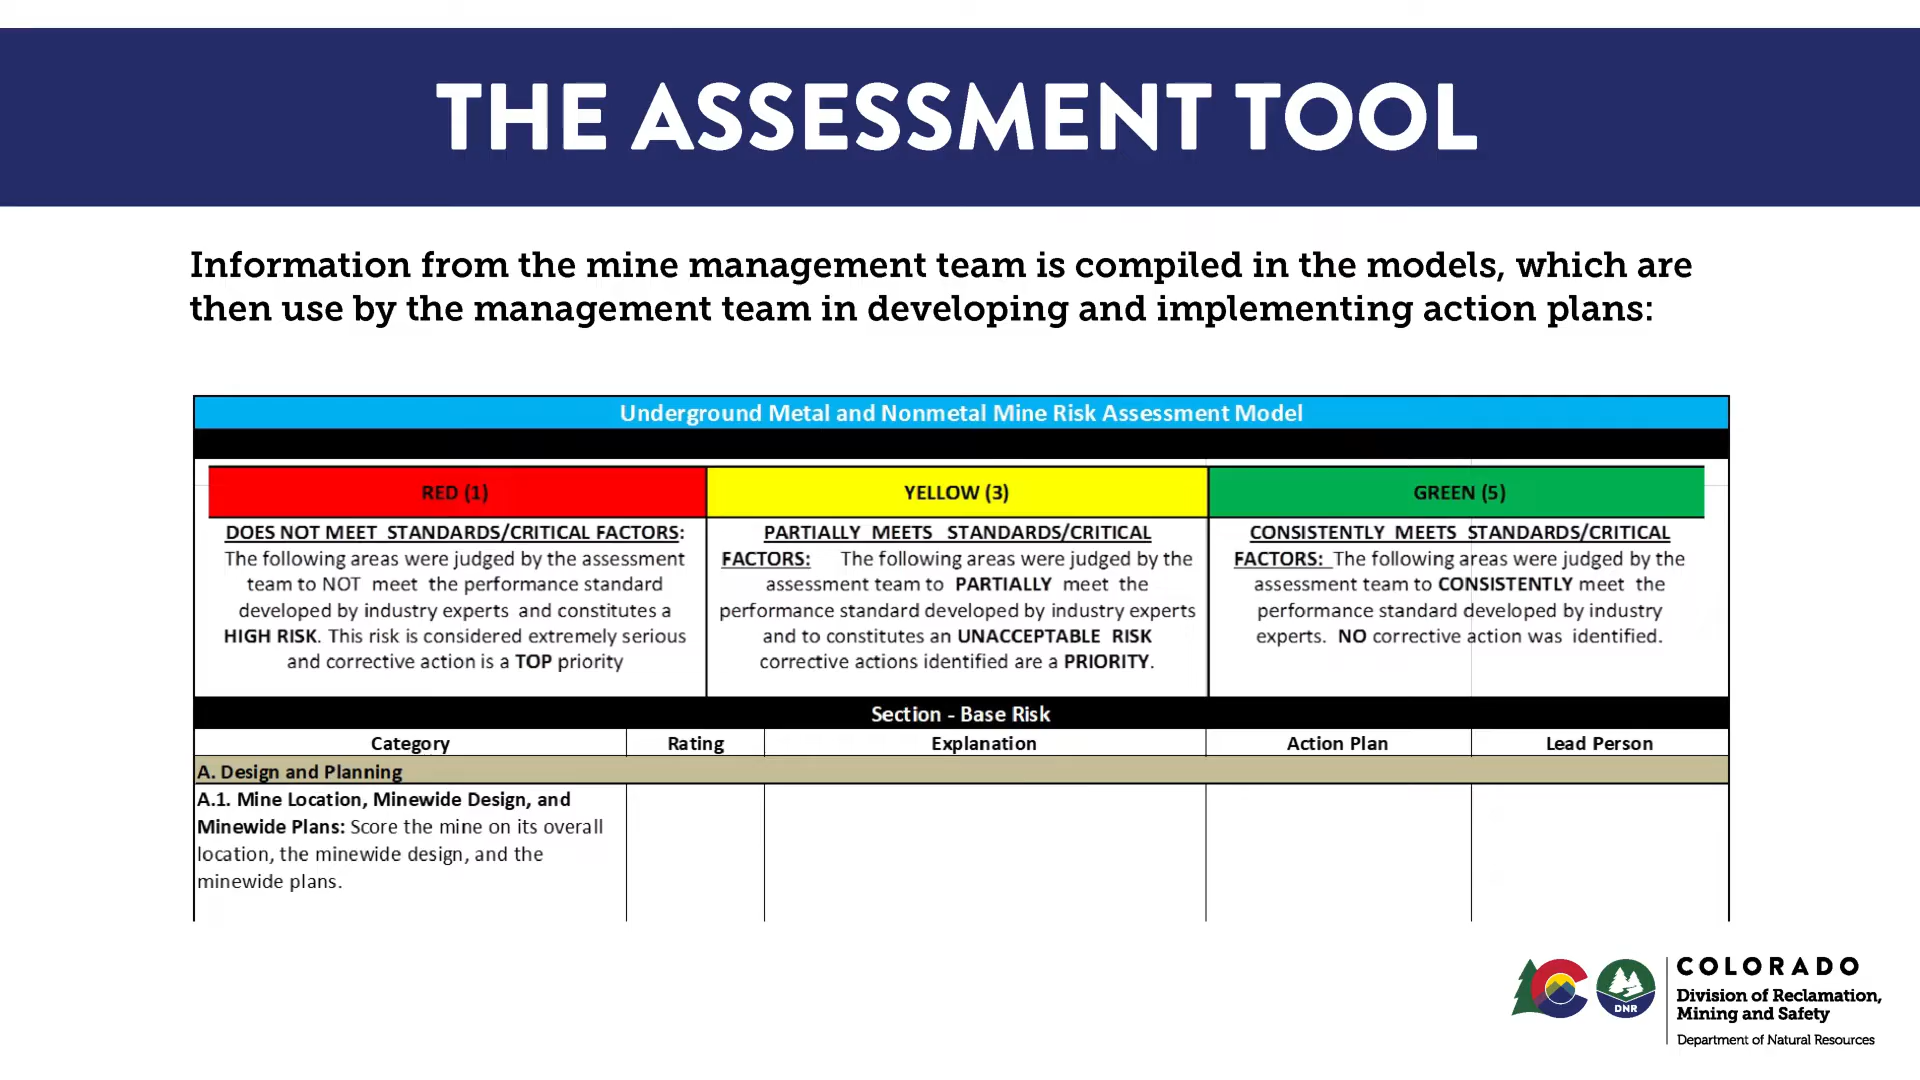 THE ASSESSMENT TOOL
Information from the mine management team is compiled in the models, which are
then use by the management team in developing and implementing action plans:
Underground Metal and Nonmetal Mine Risk Assessment Model
RED (1)
DOES NOT MEET STANDARDS/CRITICAL FACTORS:
The following areas were judged by the assessment
team to NOT meet the performance standard
developed by industry experts and constitutes a
HIGH RISK. This risk is considered extremely serious
and corrective action is a TOP priority
YELLOW (3)
PARTIALLY MEETS STANDARDS/CRITICAL
FACTORS: The following areas were judged by the
assessment team to PARTIALLY meet the
performance standard developed by industry experts
and to constitutes an UNACCEPTABLE RISK
corrective actions identified are a PRIORITY.
GREEN (5)
CONSISTENTLY MEETS STANDARDS/CRITICAL
FACTORS: The following areas were judged by the
assessment team to CONSISTENTLY meet the
performance standard developed by industry
experts. NO corrective action was identified.
Section - Base Risk
Category Rating Explanation Action Plan Lead Person
A. Design and Planning
A.1. Mine Location, Minewide Design, and
Minewide Plans: Score the mine on its overall
location, the minewide design, and the
minewide plans.
DNR
COLORADO
Division of Reclamation,
Mining and Safety
Department of Natural Resources